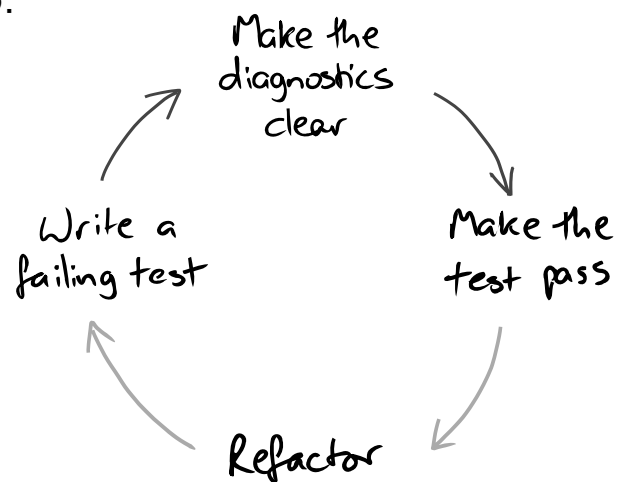 Make the
diagnostics
clear
Write a
failing test
Make the
test pass
Refactor